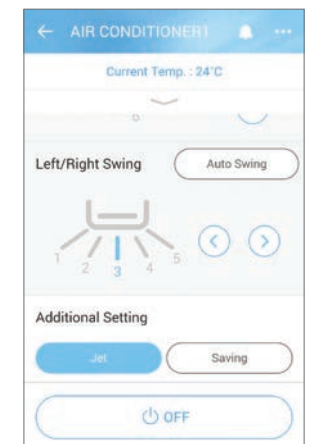 ← AIR CONDITIONER1 ...
Current Temp. : 24°C
6
Left/Right Swing
Auto Swing
1 2 3 4 5
Additional Setting
Jet
Saving
OFF